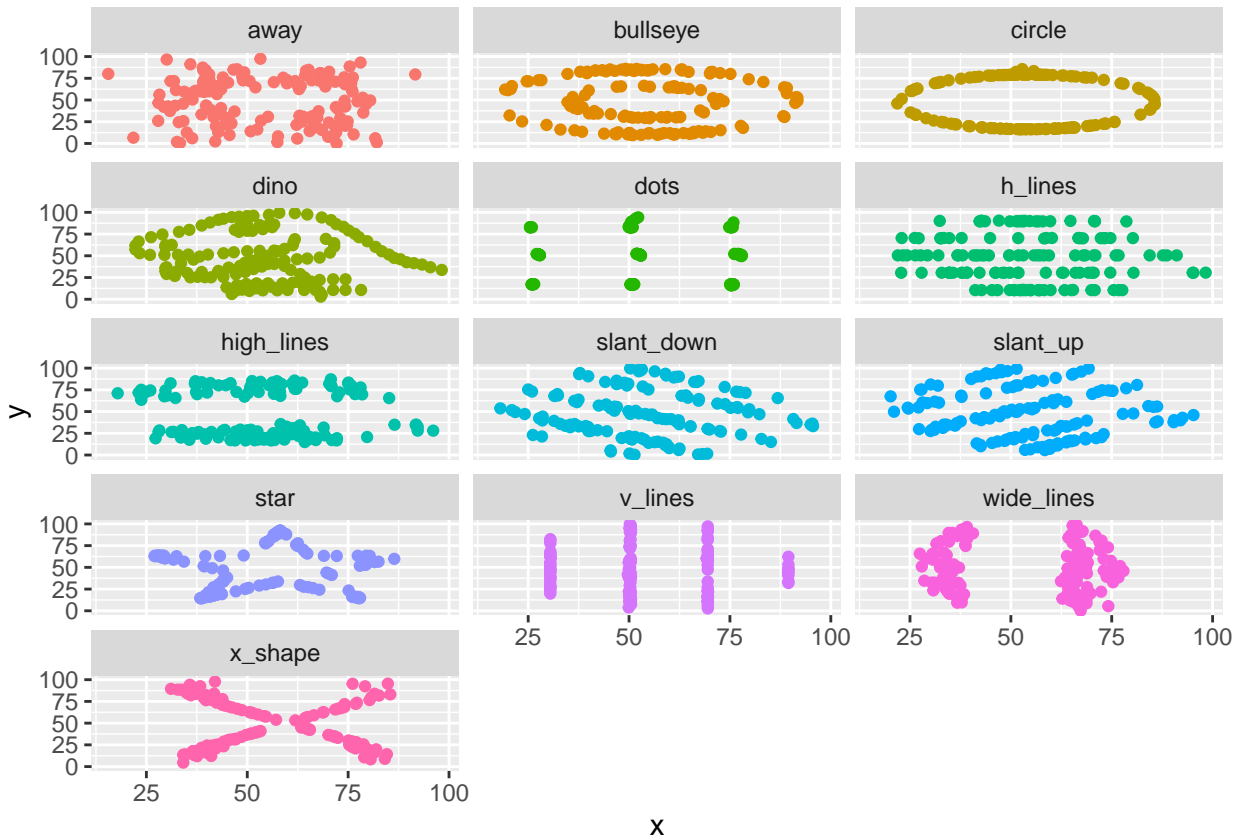 away bullseye circle
100
75
50
25
0
dino dots h_lines
100
75
50
25
0
high_lines slant_down slant_up
100
75
50
25
0
y
star v_lines wide_lines
100
75
50
25
0
25 50 75 100 25 50 75 100
x_shape
100
75
50
25
0
25 50 75 100
x